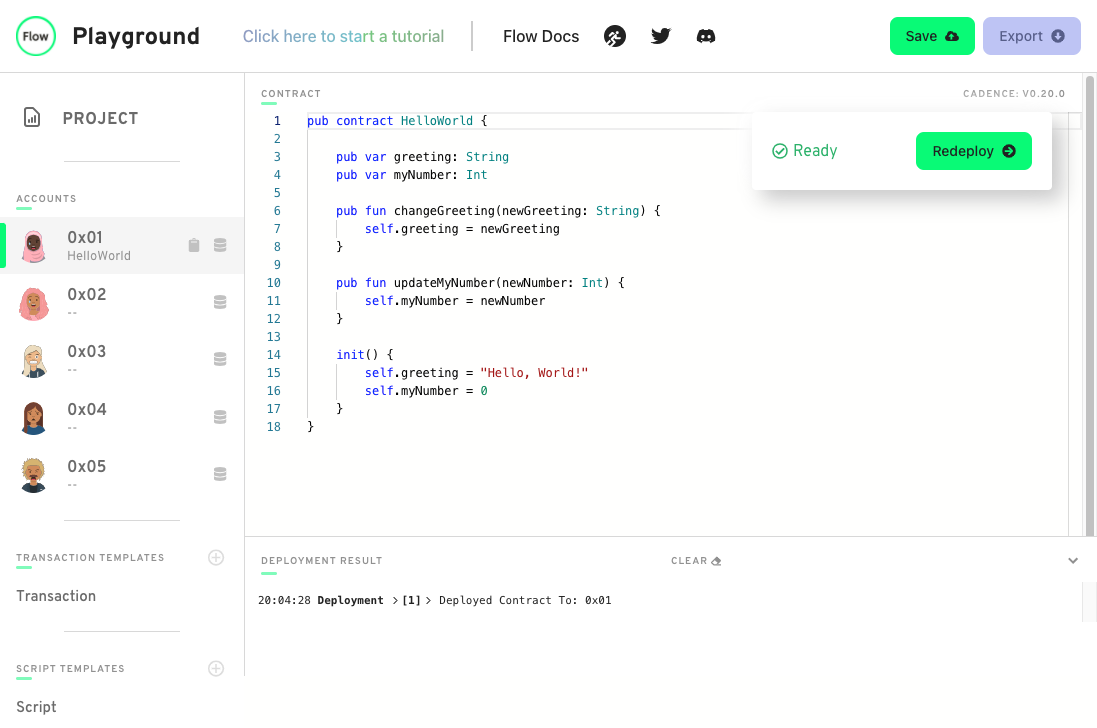 Flow Playground Click here to start a tutorial Flow Docs Save Export
PROJECT
ACCOUNTS
0x01
HelloWorld
0x02
--
0x03
--
0x04
--
0x05
--
TRANSACTION TEMPLATES
Transaction
SCRIPT TEMPLATES
Script
CONTRACT CADENCE: V0.20.0
Ready Redeploy
1 pub contract HelloWorld {
2
3 pub var greeting: String
4 pub var myNumber: Int
5
6 pub fun changeGreeting(newGreeting: String) {
7 self.greeting = newGreeting
8 }
9
10 pub fun updateMyNumber(newNumber: Int) {
11 self.myNumber = newNumber
12 }
13
14 init() {
15 self.greeting = "Hello, World!"
16 self.myNumber = 0
17 }
18 }
DEPLOYMENT RESULT CLEAR
20:04:28 Deployment > [1] > Deployed Contract To: 0x01